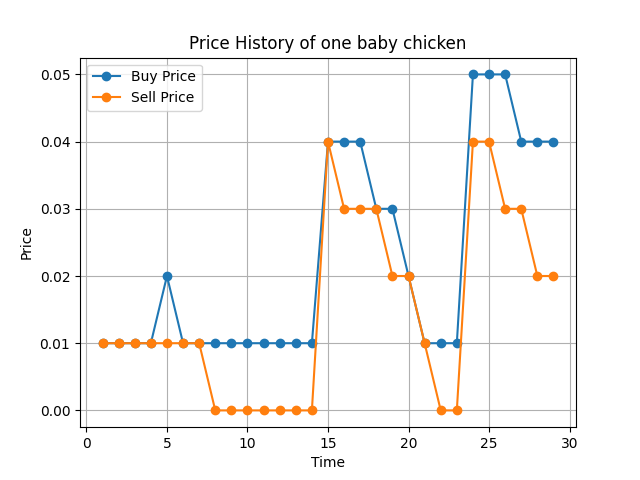 Price History of one baby chicken
Buy Price
Sell Price
0.05
0.04
0.03
0.02
0.01
0.00
Price
0 5 10 15 20 25 30
Time